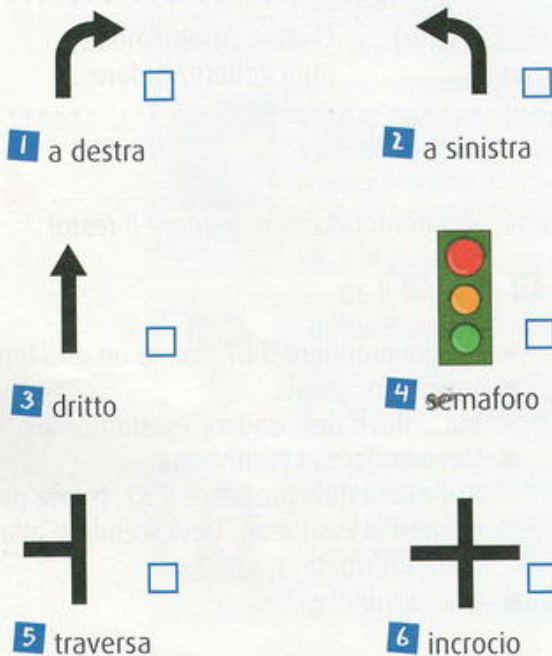 1 a destra
2 a sinistra
3 dritto
4 semaforo
5 traversa
6 incrocio